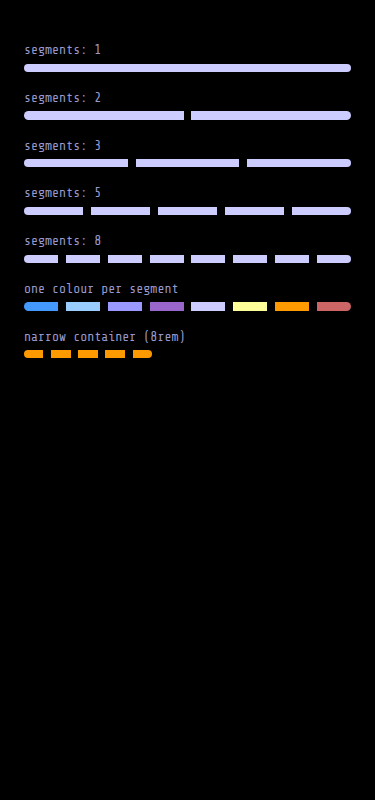 segments: 1
segments: 2
segments: 3
segments: 5
segments: 8
one colour per segment
narrow container (8rem)